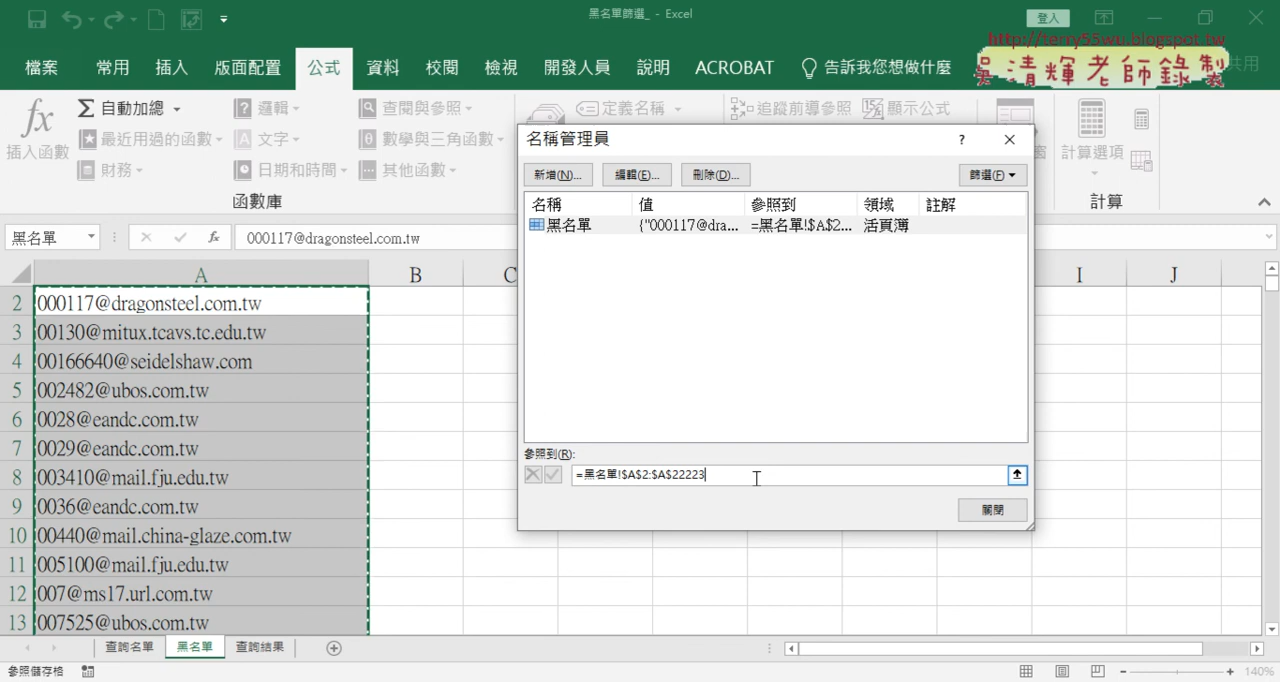 黑名單篩選_ - Excel
登入
http://terry55wu.blogspot.tw
檔案 常用 插入 版面配置 公式 資料 校閱 檢視 開發人員 說明 ACROBAT 告訴我您想做什麼 共用
吳清輝老師錄製
fx 插入函數
Σ 自動加總
最近用過的函數
財務
邏輯
文字
日期和時間
查閱與參照
數學與三角函數
其他函數
函數庫
定義名稱
追蹤前導參照
顯示公式
計算選項
計算
名稱管理員 ?
新增(N)... 編輯(E)... 刪除(D)... 篩選(F)
名稱 值 參照到 領域 註解
黑名單 {"000117@dra... =黑名單!$A$2... 活頁簿
參照到(R):
=黑名單!$A$2:$A$22223
關閉
黑名單 fx 000117@dragonsteel.com.tw
A B C I J
2 000117@dragonsteel.com.tw
3 00130@mitux.tcavs.tc.edu.tw
4 00166640@seidelshaw.com
5 002482@ubos.com.tw
6 0028@eandc.com.tw
7 0029@eandc.com.tw
8 003410@mail.fju.edu.tw
9 0036@eandc.com.tw
10 00440@mail.china-glaze.com.tw
11 005100@mail.fju.edu.tw
12 007@ms17.url.com.tw
13 007525@ubos.com.tw
查詢名單 黑名單 查詢結果
參照儲存格
140%